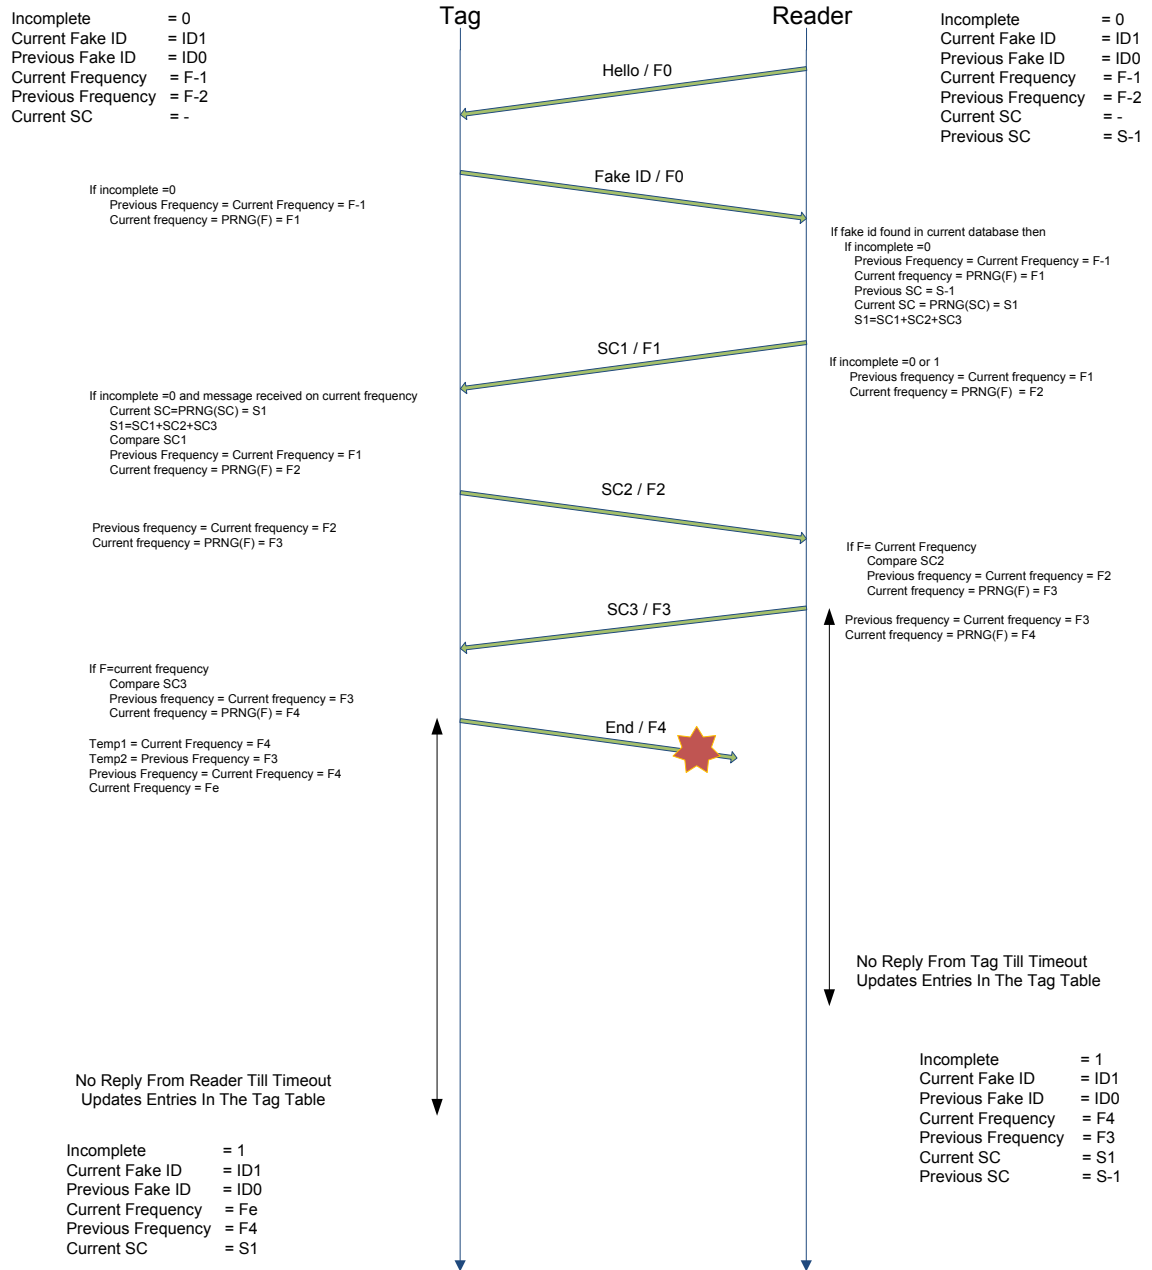 Tag
Reader
Incomplete = 0
Current Fake ID = ID1
Previous Fake ID = ID0
Current Frequency = F-1
Previous Frequency = F-2
Current SC = -
Incomplete = 0
Current Fake ID = ID1
Previous Fake ID = ID0
Current Frequency = F-1
Previous Frequency = F-2
Current SC = -
Previous SC = S-1
Hello / F0
Fake ID / F0
If incomplete =0
Previous Frequency = Current Frequency = F-1
Current frequency = PRNG(F) = F1
If fake id found in current database then
If incomplete =0
Previous Frequency = Current Frequency = F-1
Current frequency = PRNG(F) = F1
Previous SC = S-1
Current SC = PRNG(SC) = S1
S1=SC1+SC2+SC3
SC1 / F1
If incomplete =0 or 1
Previous frequency = Current frequency = F1
Current frequency = PRNG(F) = F2
If incomplete =0 and message received on current frequency
Current SC=PRNG(SC) = S1
S1=SC1+SC2+SC3
Compare SC1
Previous Frequency = Current Frequency = F1
Current frequency = PRNG(F) = F2
SC2 / F2
Previous frequency = Current frequency = F2
Current frequency = PRNG(F) = F3
If F= Current Frequency
Compare SC2
Previous frequency = Current frequency = F2
Current frequency = PRNG(F) = F3
SC3 / F3
Previous frequency = Current frequency = F3
Current frequency = PRNG(F) = F4
If F=current frequency
Compare SC3
Previous frequency = Current frequency = F3
Current frequency = PRNG(F) = F4
End / F4
Temp1 = Current Frequency = F4
Temp2 = Previous Frequency = F3
Previous Frequency = Current Frequency = F4
Current Frequency = Fe
No Reply From Tag Till Timeout
Updates Entries In The Tag Table
No Reply From Reader Till Timeout
Updates Entries In The Tag Table
Incomplete = 1
Current Fake ID = ID1
Previous Fake ID = ID0
Current Frequency = F4
Previous Frequency = F3
Current SC = S1
Previous SC = S-1
Incomplete = 1
Current Fake ID = ID1
Previous Fake ID = ID0
Current Frequency = Fe
Previous Frequency = F4
Current SC = S1